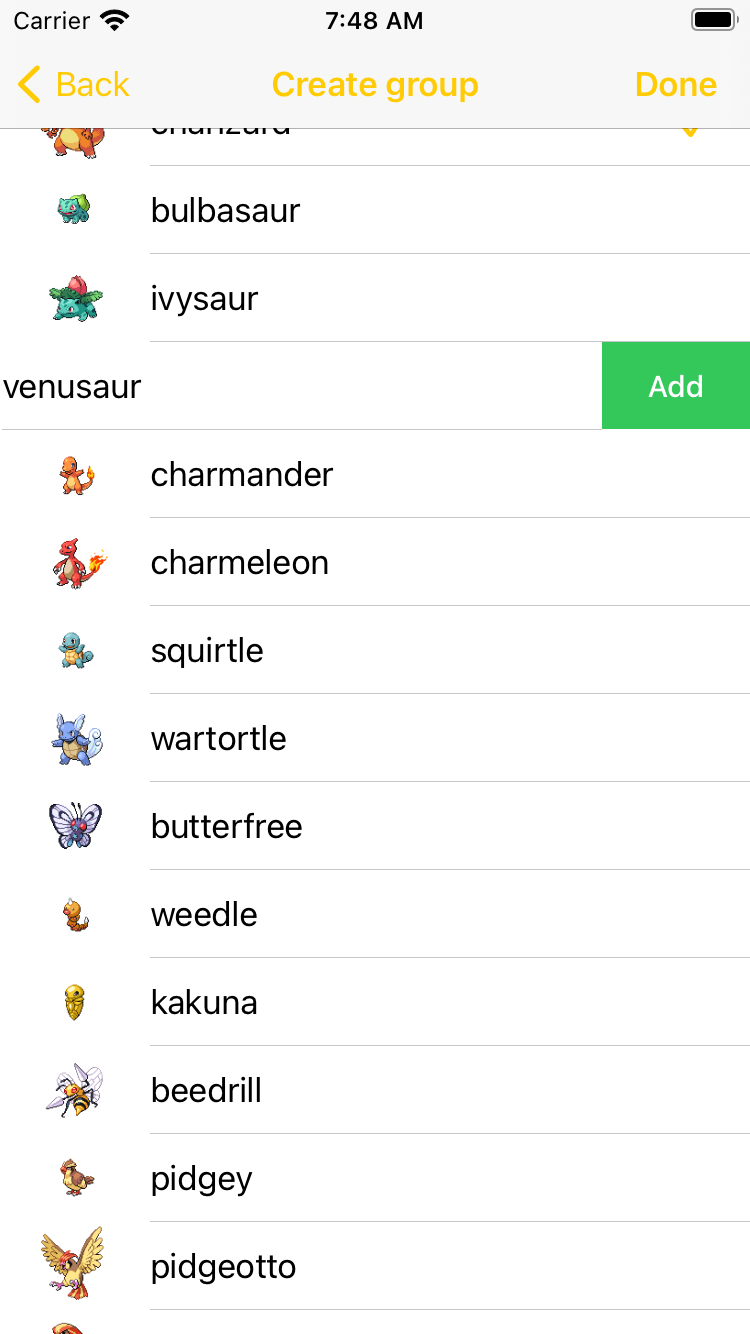 Carrier
7:48 AM
Back
Create group
Done
charizard
bulbasaur
ivysaur
venusaur
Add
charmander
charmeleon
squirtle
wartortle
butterfree
weedle
kakuna
beedrill
pidgey
pidgeotto